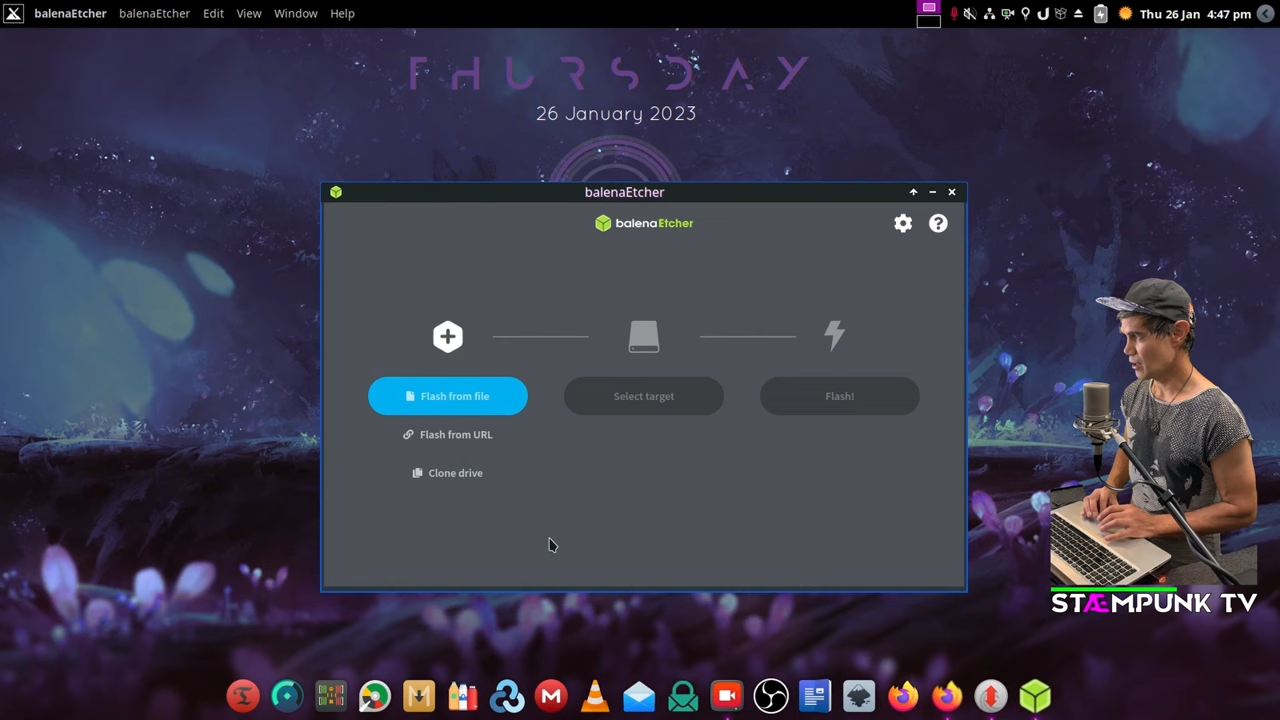 balenaEtcher balenaEtcher Edit View Window Help
Thu 26 Jan 4:47 pm
THURSDAY
26 January 2023
balenaEtcher
balenaEtcher
Flash from file
Select target
Flash!
Flash from URL
Clone drive
STÆMPUNK TV